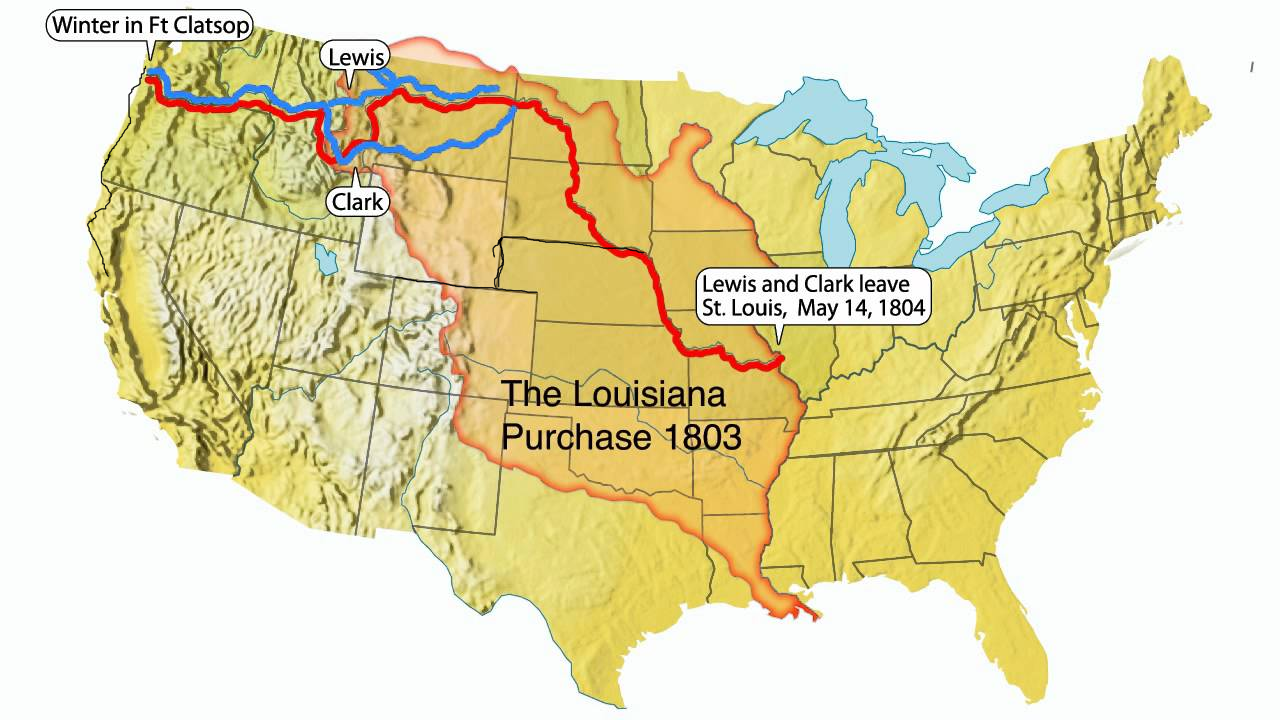 Winter in Ft Clatsop
Lewis
Clark
Lewis and Clark leave
St. Louis, May 14, 1804
The Louisiana
Purchase 1803